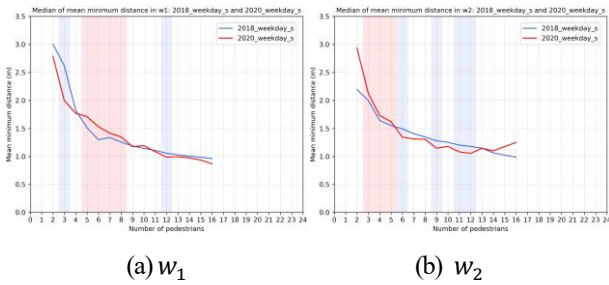 Median of mean minimum distance in w1: 2018_weekday_s and 2020_weekday_s
3.5
3.0
2.5
2.0
1.5
1.0
0.5
0.0
Mean minimum distance (m)
2018_weekday_s
2020_weekday_s
0 1 2 3 4 5 6 7 8 9 10 11 12 13 14 15 16 17 18 19 20 21 22 23 24
Number of pedestrians
(a) w₁
Median of mean minimum distance in w2: 2018_weekday_s and 2020_weekday_s
3.5
3.0
2.5
2.0
1.5
1.0
0.5
0.0
Mean minimum distance (m)
2018_weekday_s
2020_weekday_s
0 1 2 3 4 5 6 7 8 9 10 11 12 13 14 15 16 17 18 19 20 21 22 23 24
Number of pedestrians
(b) w₂